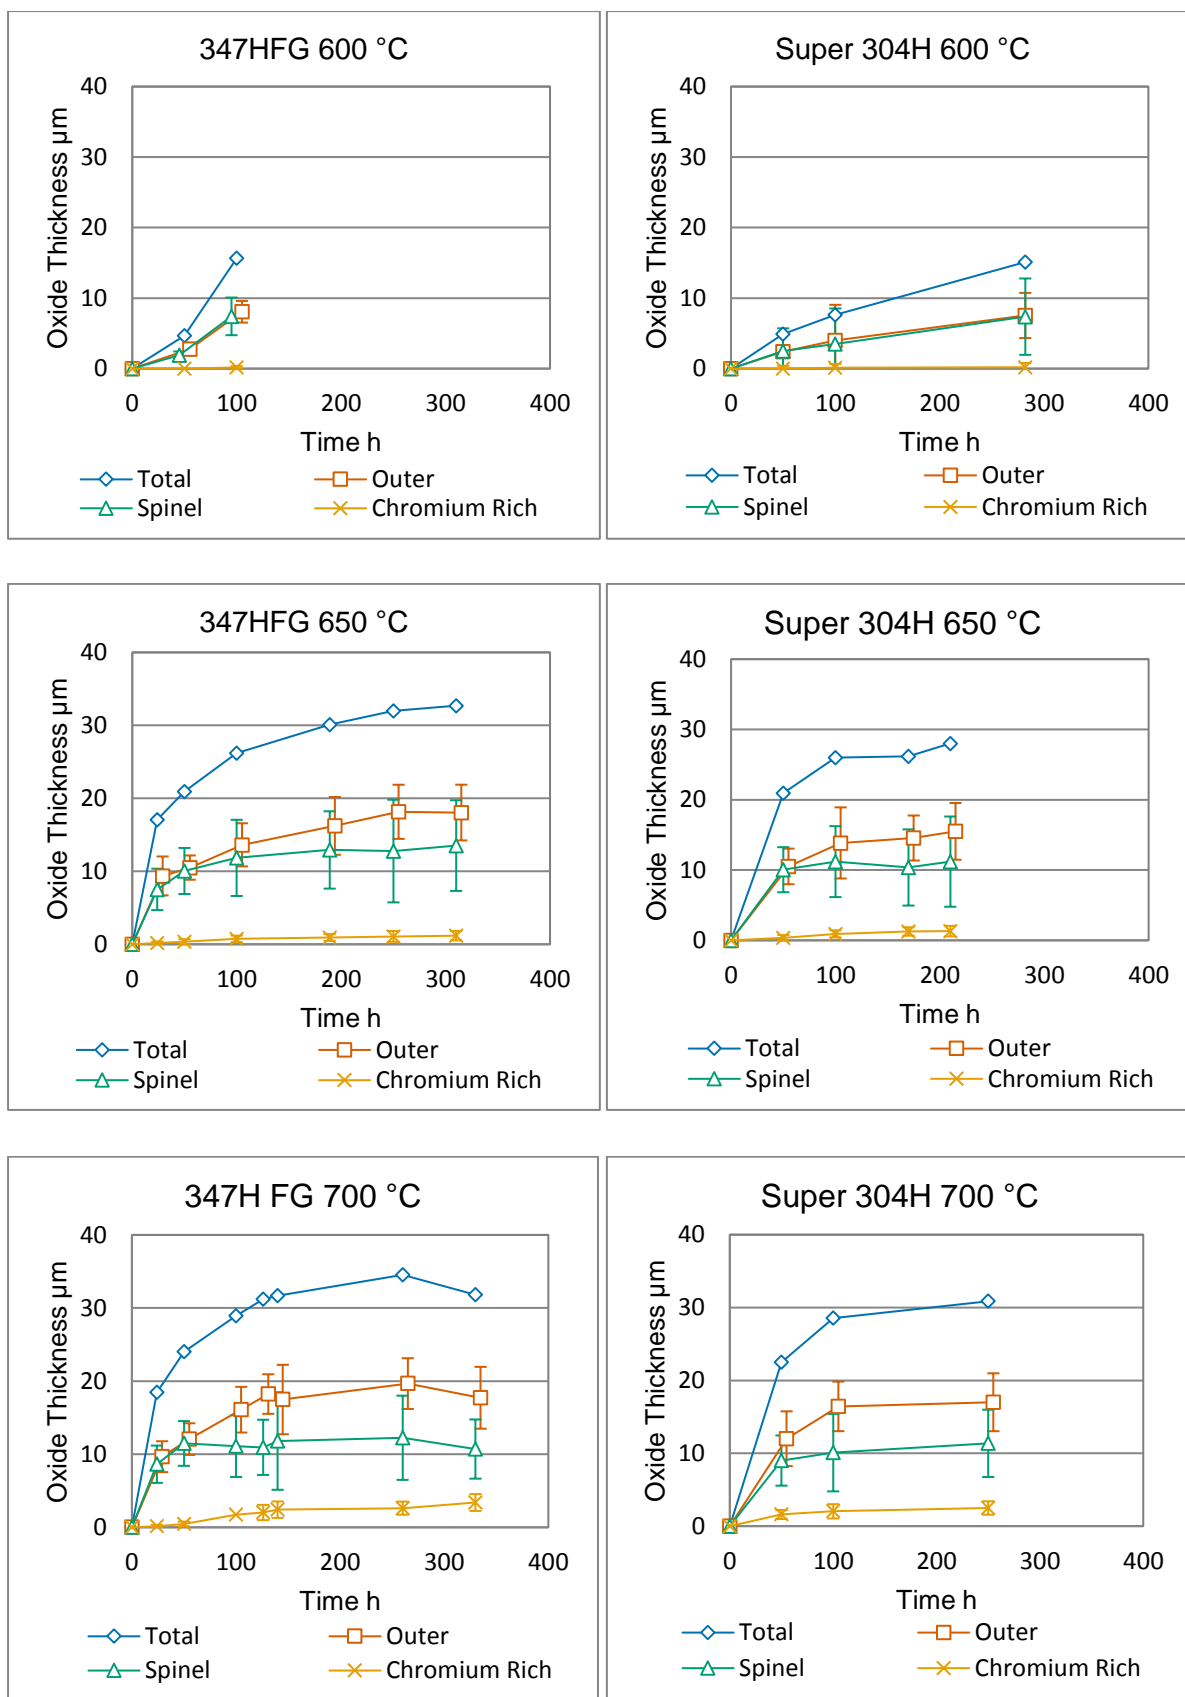 347HFG 600 °C
Oxide Thickness µm
40
30
20
10
0
0 100 200 300 400
Time h
Total Outer
Spinel Chromium Rich
Super 304H 600 °C
Oxide Thickness µm
40
30
20
10
0
0 100 200 300 400
Time h
Total Outer
Spinel Chromium Rich
347HFG 650 °C
Oxide Thickness µm
40
30
20
10
0
0 100 200 300 400
Time h
Total Outer
Spinel Chromium Rich
Super 304H 650 °C
Oxide Thickness µm
40
30
20
10
0
0 100 200 300 400
Time h
Total Outer
Spinel Chromium Rich
347H FG 700 °C
Oxide Thickness µm
40
30
20
10
0
0 100 200 300 400
Time h
Total Outer
Spinel Chromium Rich
Super 304H 700 °C
Oxide Thickness µm
40
30
20
10
0
0 100 200 300 400
Time h
Total Outer
Spinel Chromium Rich